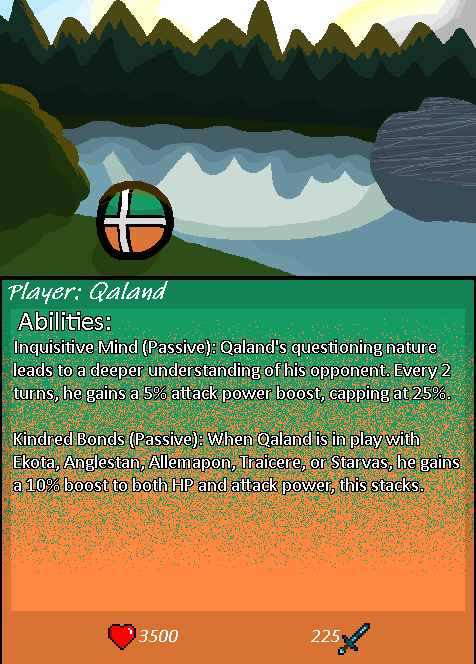 Player: Qaland
Abilities:
Inquisitive Mind (Passive): Qaland's questioning nature
leads to a deeper understanding of his opponent. Every 2
turns, he gains a 5% attack power boost, capping at 25%.
Kindred Bonds (Passive): When Qaland is in play with
Ekota, Anglestan, Allemapon, Traicere, or Starvas, he gains
a 10% boost to both HP and attack power, this stacks.
3500
225